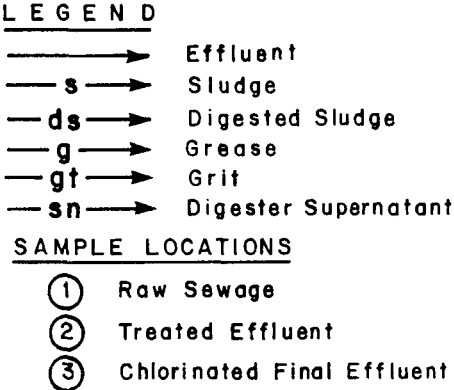 LEGEND
Effluent
s Sludge
ds Digested Sludge
g Grease
gt Grit
sn Digester Supernatant
SAMPLE LOCATIONS
1 Raw Sewage
2 Treated Effluent
3 Chlorinated Final Effluent